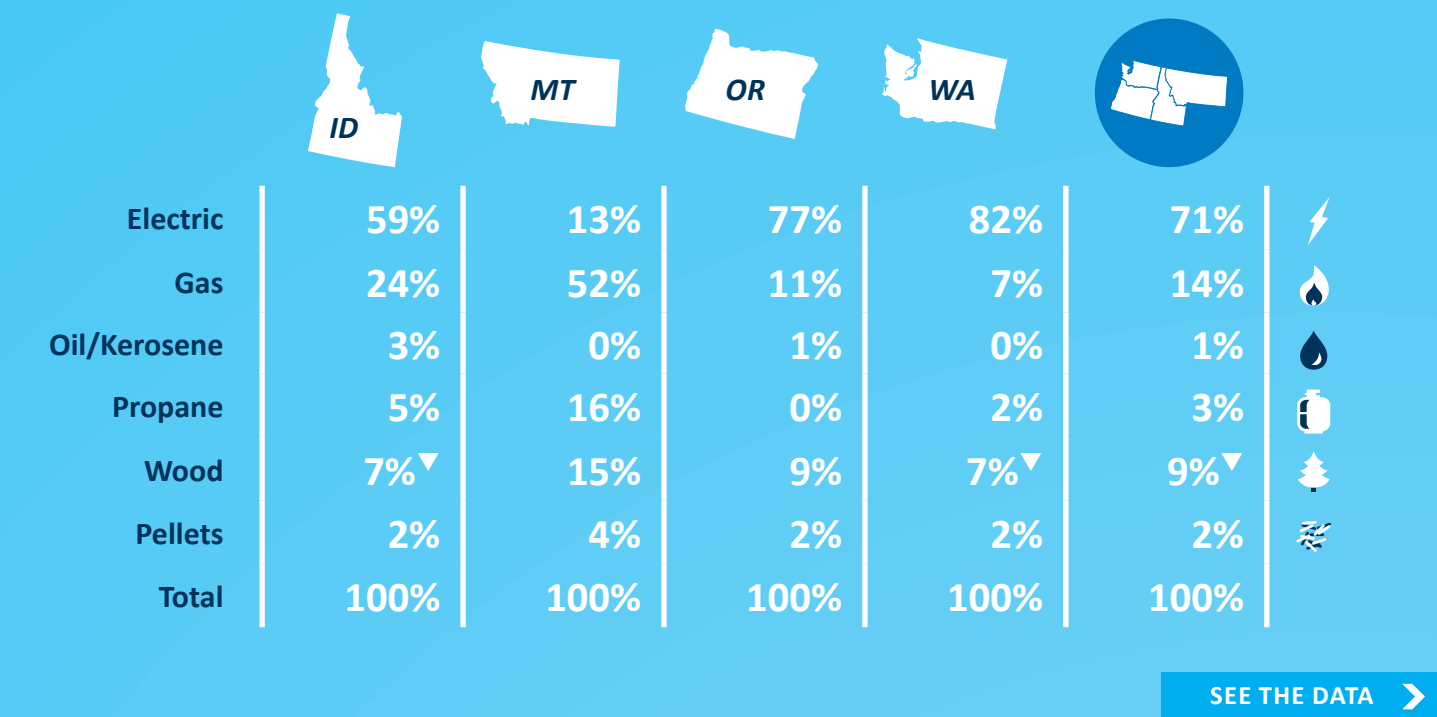 ID MT OR WA
Electric 59% 13% 77% 82% 71%
Gas 24% 52% 11% 7% 14%
Oil/Kerosene 3% 0% 1% 0% 1%
Propane 5% 16% 0% 2% 3%
Wood 7%▼ 15% 9% 7%▼ 9%▼
Pellets 2% 4% 2% 2% 2%
Total 100% 100% 100% 100% 100%
SEE THE DATA